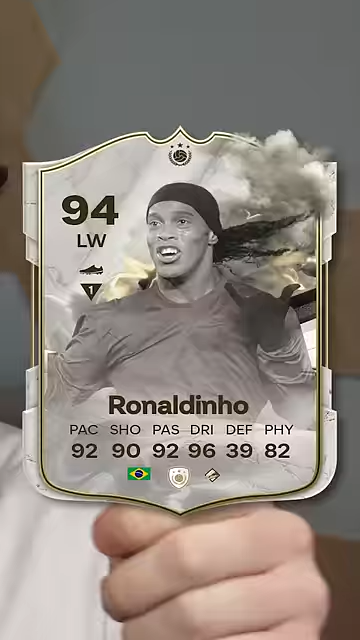 94
LW
1
Ronaldinho
PAC SHO PAS DRI DEF PHY
92 90 92 96 39 82